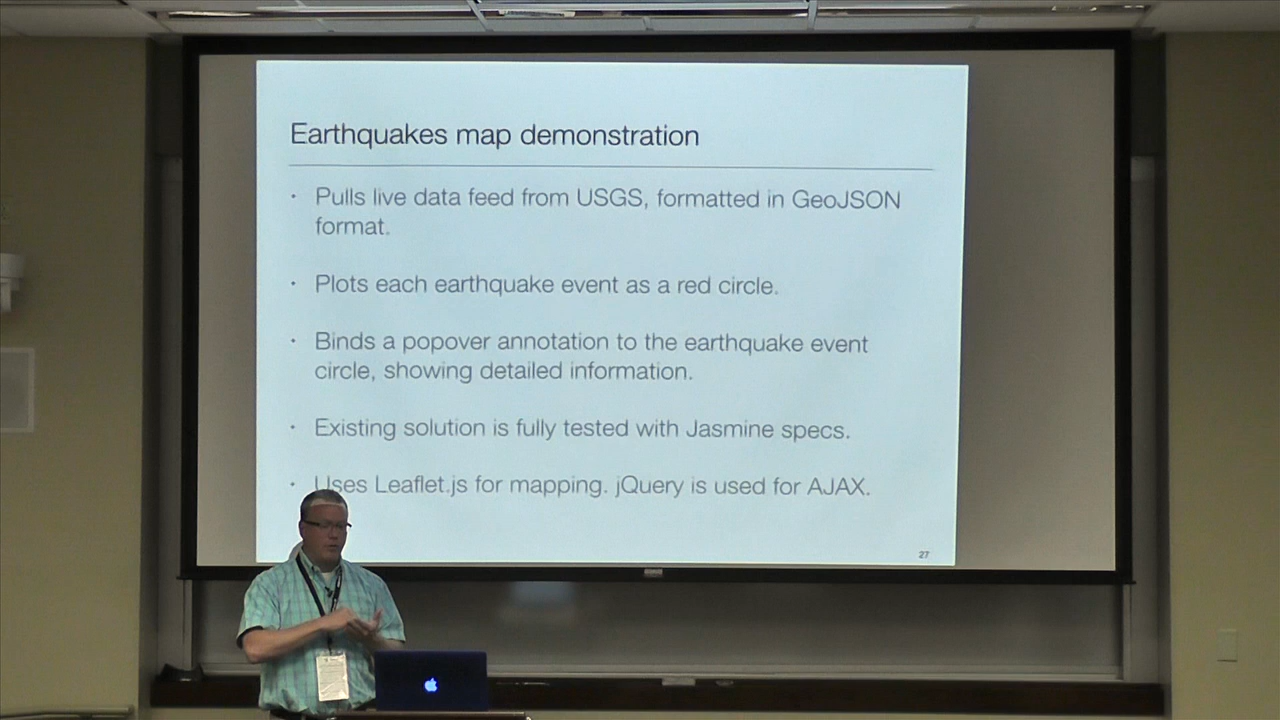 Earthquakes map demonstration
• Pulls live data feed from USGS, formatted in GeoJSON
format.
• Plots each earthquake event as a red circle.
• Binds a popover annotation to the earthquake event
circle, showing detailed information.
• Existing solution is fully tested with Jasmine specs.
• Uses Leaflet.js for mapping. jQuery is used for AJAX.
27